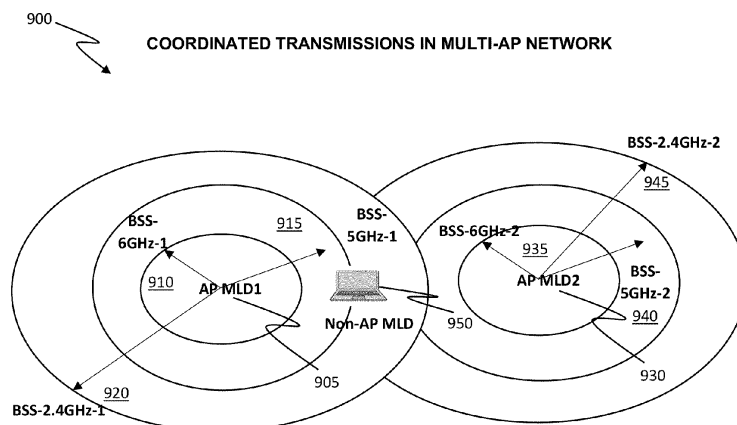 900
COORDINATED TRANSMISSIONS IN MULTI-AP NETWORK
BSS-2.4GHz-2
945
BSS-
6GHz-1
915
BSS-
5GHz-1
BSS-6GHz-2
935
910
AP MLD1
AP MLD2
BSS-
5GHz-2
Non-AP MLD
950
940
920
905
930
BSS-2.4GHz-1